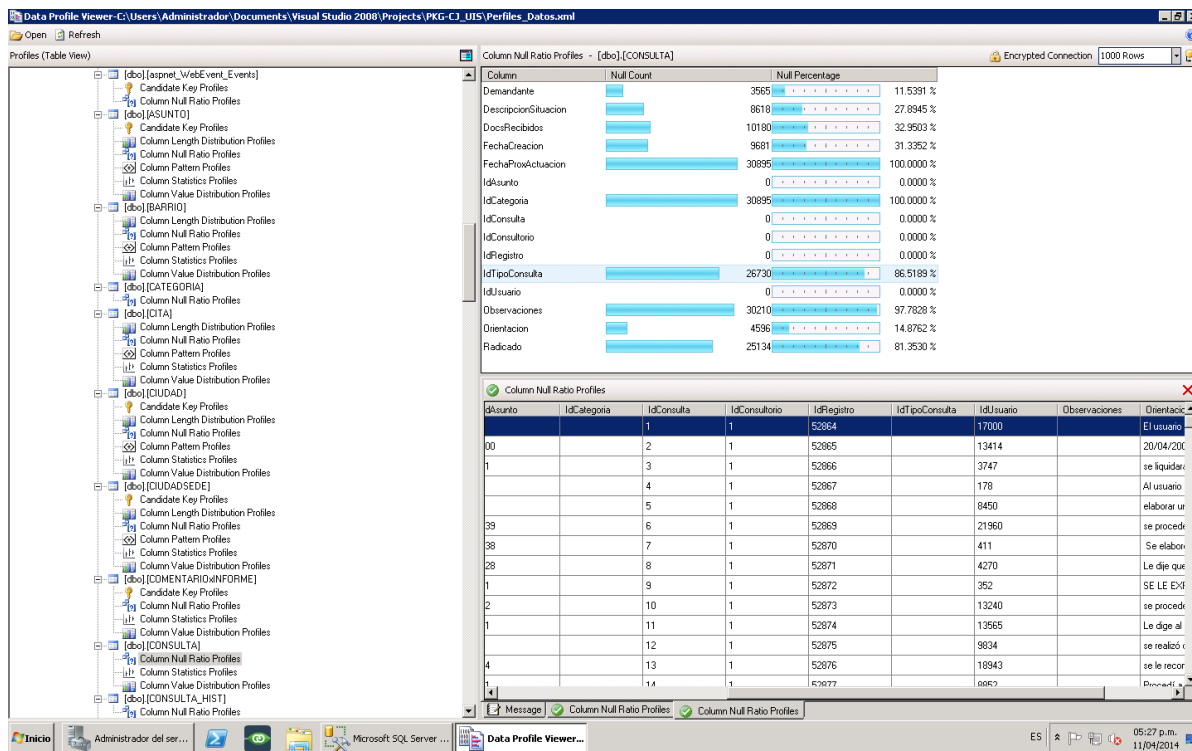 Data Profile Viewer-C:\Users\Administrador\Documents\Visual Studio 2008\Projects\PKG-CJ_UIS\Perfiles_Datos.xml
Open Refresh
Profiles (Table View)
[dbo].[aspnet_WebEvent_Events]
Candidate Key Profiles
Column Null Ratio Profiles
[dbo].[ASUNTO]
Candidate Key Profiles
Column Length Distribution Profiles
Column Null Ratio Profiles
Column Pattern Profiles
Column Statistics Profiles
Column Value Distribution Profiles
[dbo].[BARRIO]
Column Length Distribution Profiles
Column Null Ratio Profiles
Column Pattern Profiles
Column Statistics Profiles
Column Value Distribution Profiles
[dbo].[CATEGORIA]
Column Null Ratio Profiles
[dbo].[CITA]
Column Length Distribution Profiles
Column Null Ratio Profiles
Column Pattern Profiles
Column Statistics Profiles
Column Value Distribution Profiles
[dbo].[CIUDAD]
Candidate Key Profiles
Column Length Distribution Profiles
Column Null Ratio Profiles
Column Pattern Profiles
Column Statistics Profiles
Column Value Distribution Profiles
[dbo].[CIUDADSEDE]
Candidate Key Profiles
Column Length Distribution Profiles
Column Null Ratio Profiles
Column Pattern Profiles
Column Statistics Profiles
Column Value Distribution Profiles
[dbo].[COMENTARIOxINFORME]
Candidate Key Profiles
Column Null Ratio Profiles
Column Statistics Profiles
Column Value Distribution Profiles
[dbo].[CONSULTA]
Column Null Ratio Profiles
Column Statistics Profiles
Column Value Distribution Profiles
[dbo].[CONSULTA_HIST]
Column Null Ratio Profiles
Column Null Ratio Profiles - [dbo].[CONSULTA] Encrypted Connection 1000 Rows
Column Null Count Null Percentage
Demandante 3565 11.5391 %
DescripcionSituacion 8618 27.8945 %
DocsRecibidos 10180 32.9503 %
FechaCreacion 9681 31.3352 %
FechaProxActuacion 30895 100.0000 %
IdAsunto 0 0.0000 %
IdCategoria 30895 100.0000 %
IdConsulta 0 0.0000 %
IdConsultorio 0 0.0000 %
IdRegistro 0 0.0000 %
IdTipoConsulta 26730 86.5189 %
IdUsuario 0 0.0000 %
Observaciones 30210 97.7828 %
Orientacion 4596 14.8762 %
Radicado 25134 81.3530 %
Column Null Ratio Profiles
dAsunto IdCategoria IdConsulta IdConsultorio IdRegistro IdTipoConsulta IdUsuario Observaciones Orientac
1 1 52864 17000 El usuario
00 2 1 52865 13414 20/04/200
1 3 1 52866 3747 se liquidara
4 1 52867 178 Al usuario
5 1 52868 8450 elaborar ur
39 6 1 52869 21960 se procede
38 7 1 52870 411 Se elabor
28 8 1 52871 4270 Le dije que
1 9 1 52872 352 SE LE EXF
2 10 1 52873 13240 se procede
1 11 1 52874 13565 Le dige al
12 1 52875 9834 se realizó
4 13 1 52876 18943 se le recor
1 14 1 52877 8852 Procedí a
Message Column Null Ratio Profiles Column Null Ratio Profiles
Inicio Administrador del ser... Microsoft SQL Server ... Data Profile Viewer... ES 05:27 p.m.
11/04/2014